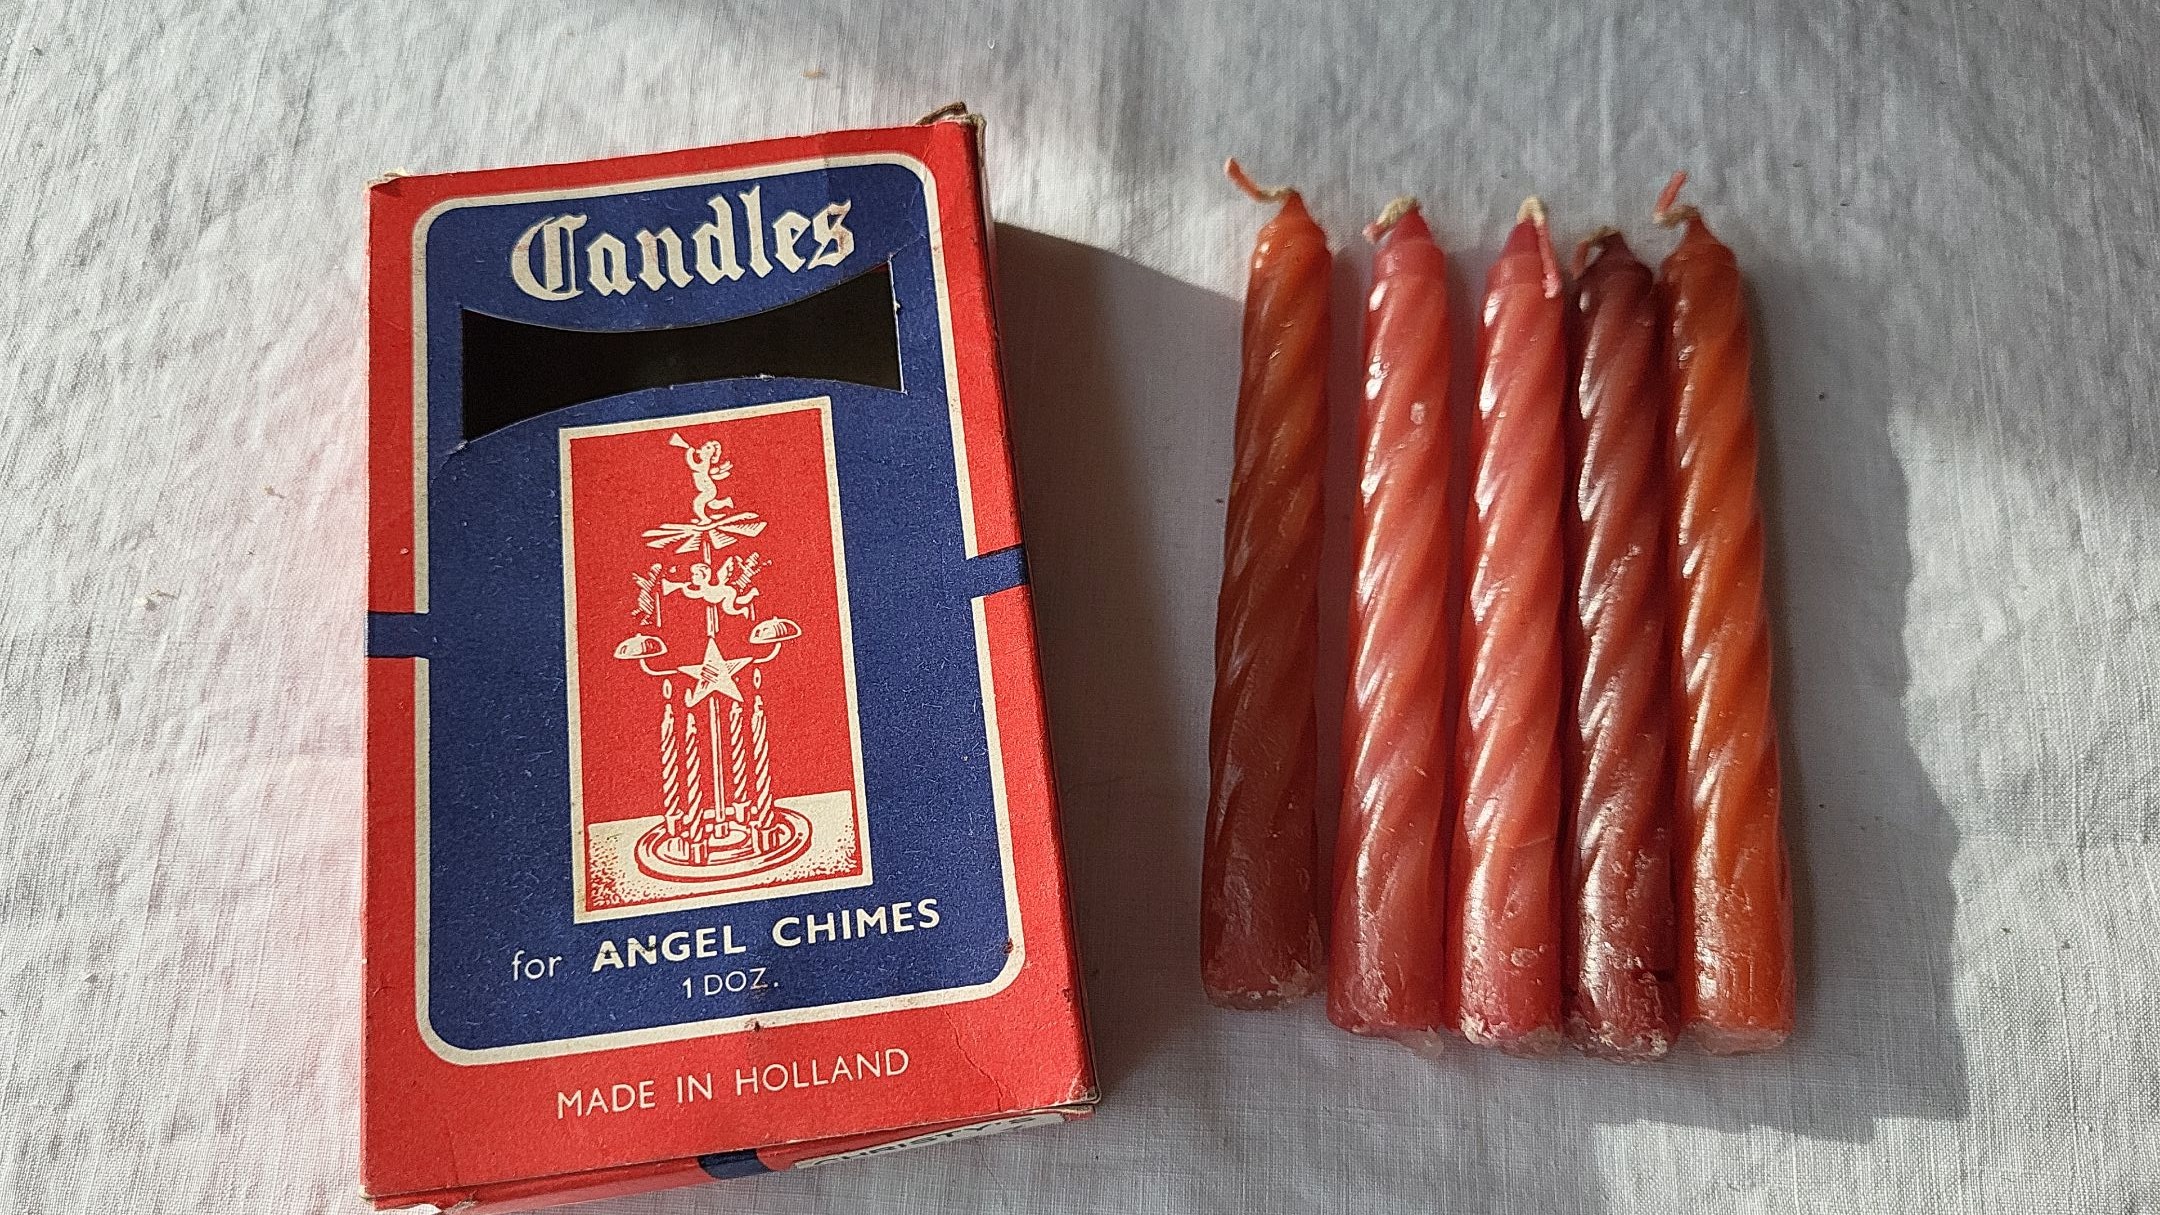 Candles
for ANGEL CHIMES
1 DOZ.
MADE IN HOLLAND